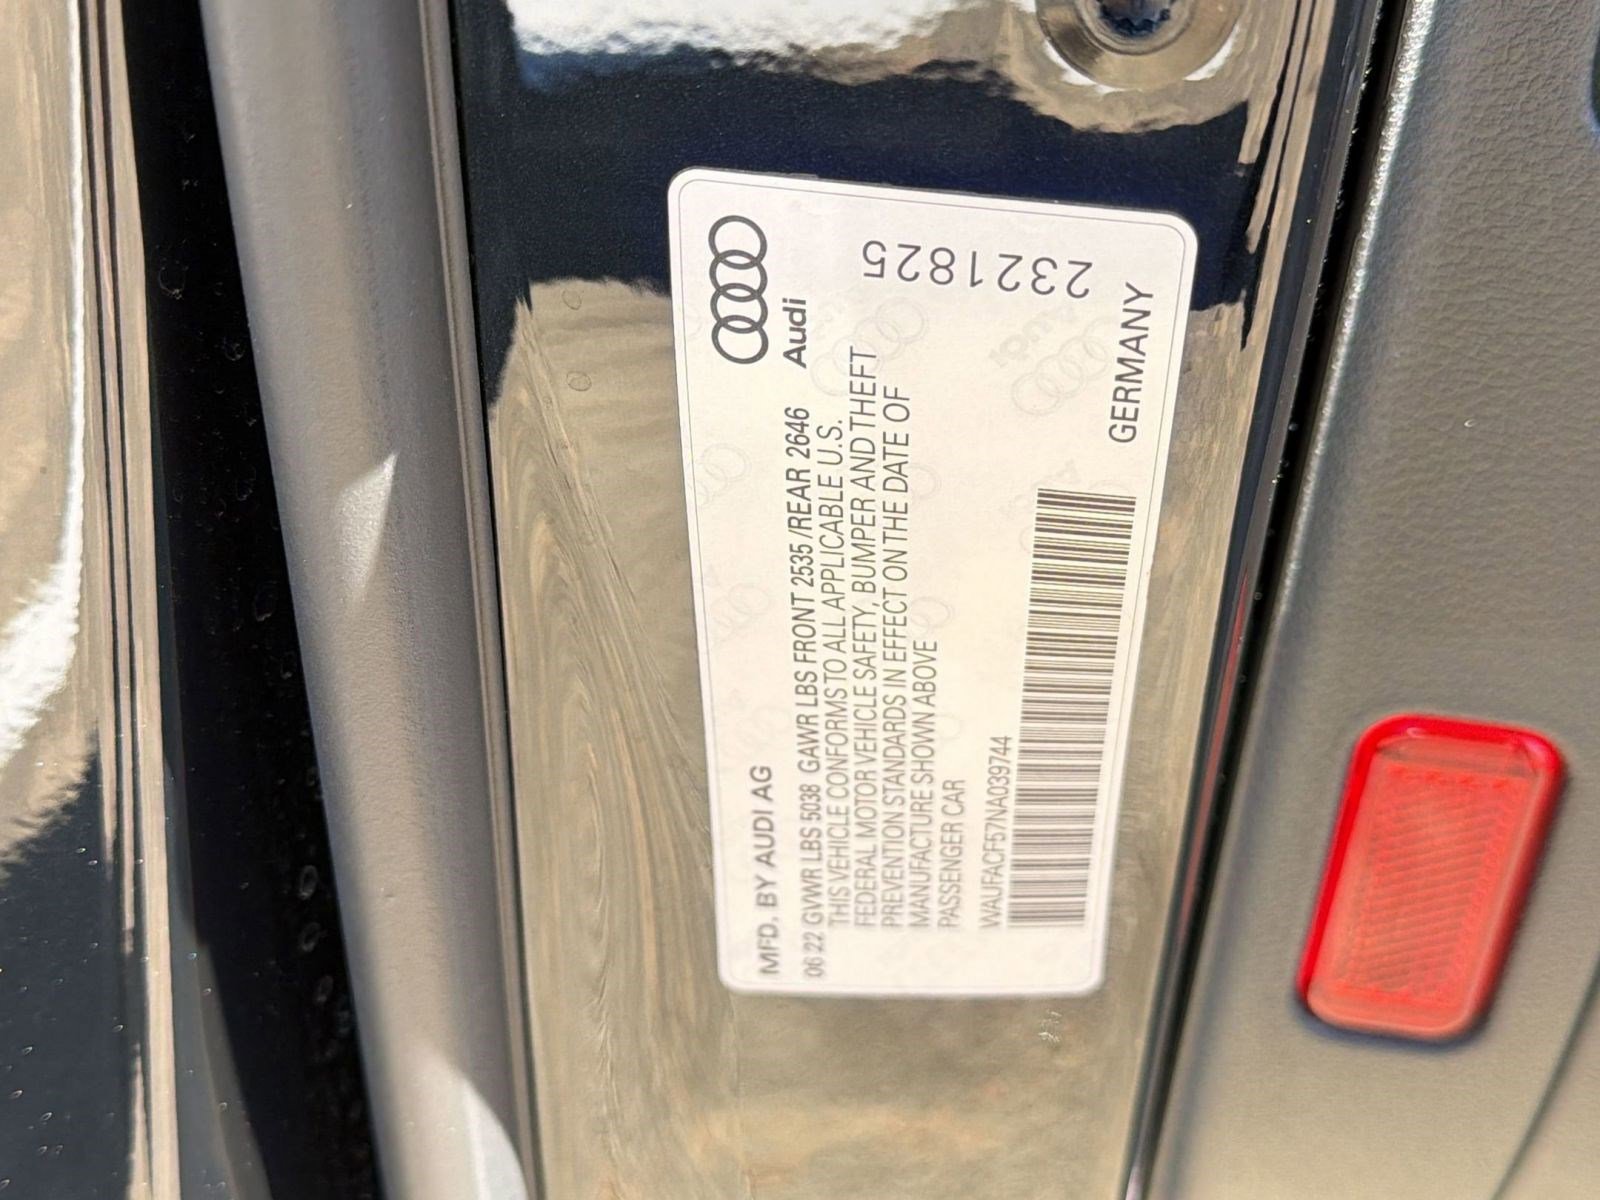 Audi
MFD. BY AUDI AG
06 22 GVWR LBS 5038 GAWR LBS FRONT 2535 /REAR 2646
THIS VEHICLE CONFORMS TO ALL APPLICABLE U.S.
FEDERAL MOTOR VEHICLE SAFETY, BUMPER AND THEFT
PREVENTION STANDARDS IN EFFECT ON THE DATE OF
MANUFACTURE SHOWN ABOVE
PASSENGER CAR
2321825
WAUFACF57NA039744
GERMANY